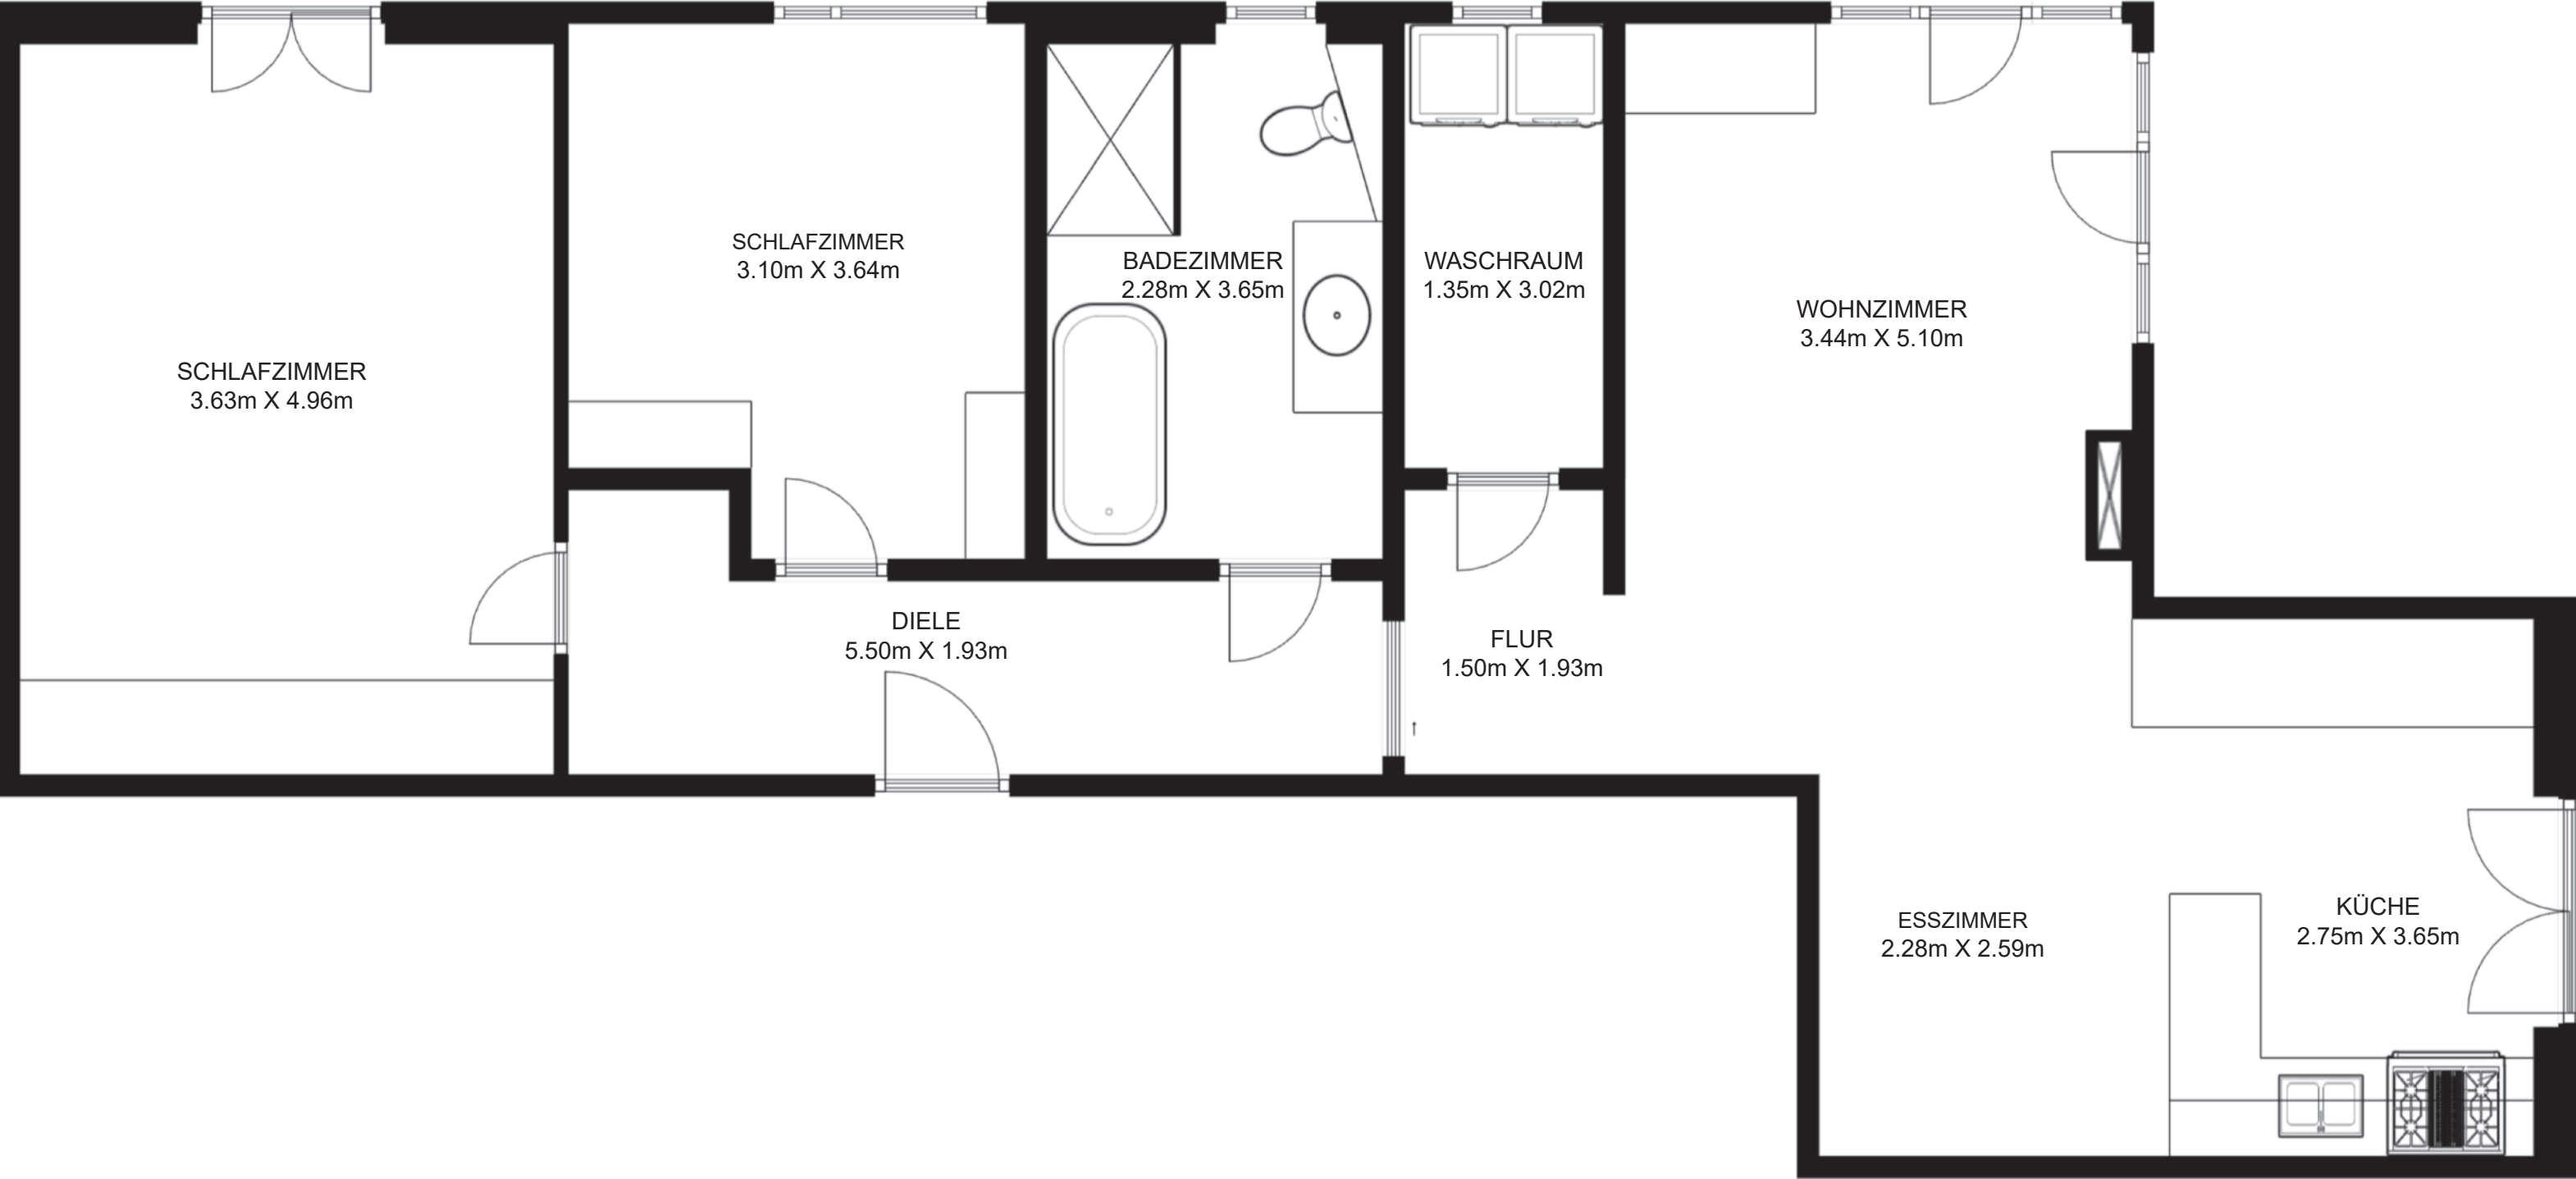 SCHLAFZIMMER
3.63m X 4.96m
SCHLAFZIMMER
3.10m X 3.64m
BADEZIMMER
2.28m X 3.65m
WASCHRAUM
1.35m X 3.02m
WOHNZIMMER
3.44m X 5.10m
DIELE
5.50m X 1.93m
FLUR
1.50m X 1.93m
ESSZIMMER
2.28m X 2.59m
KÜCHE
2.75m X 3.65m